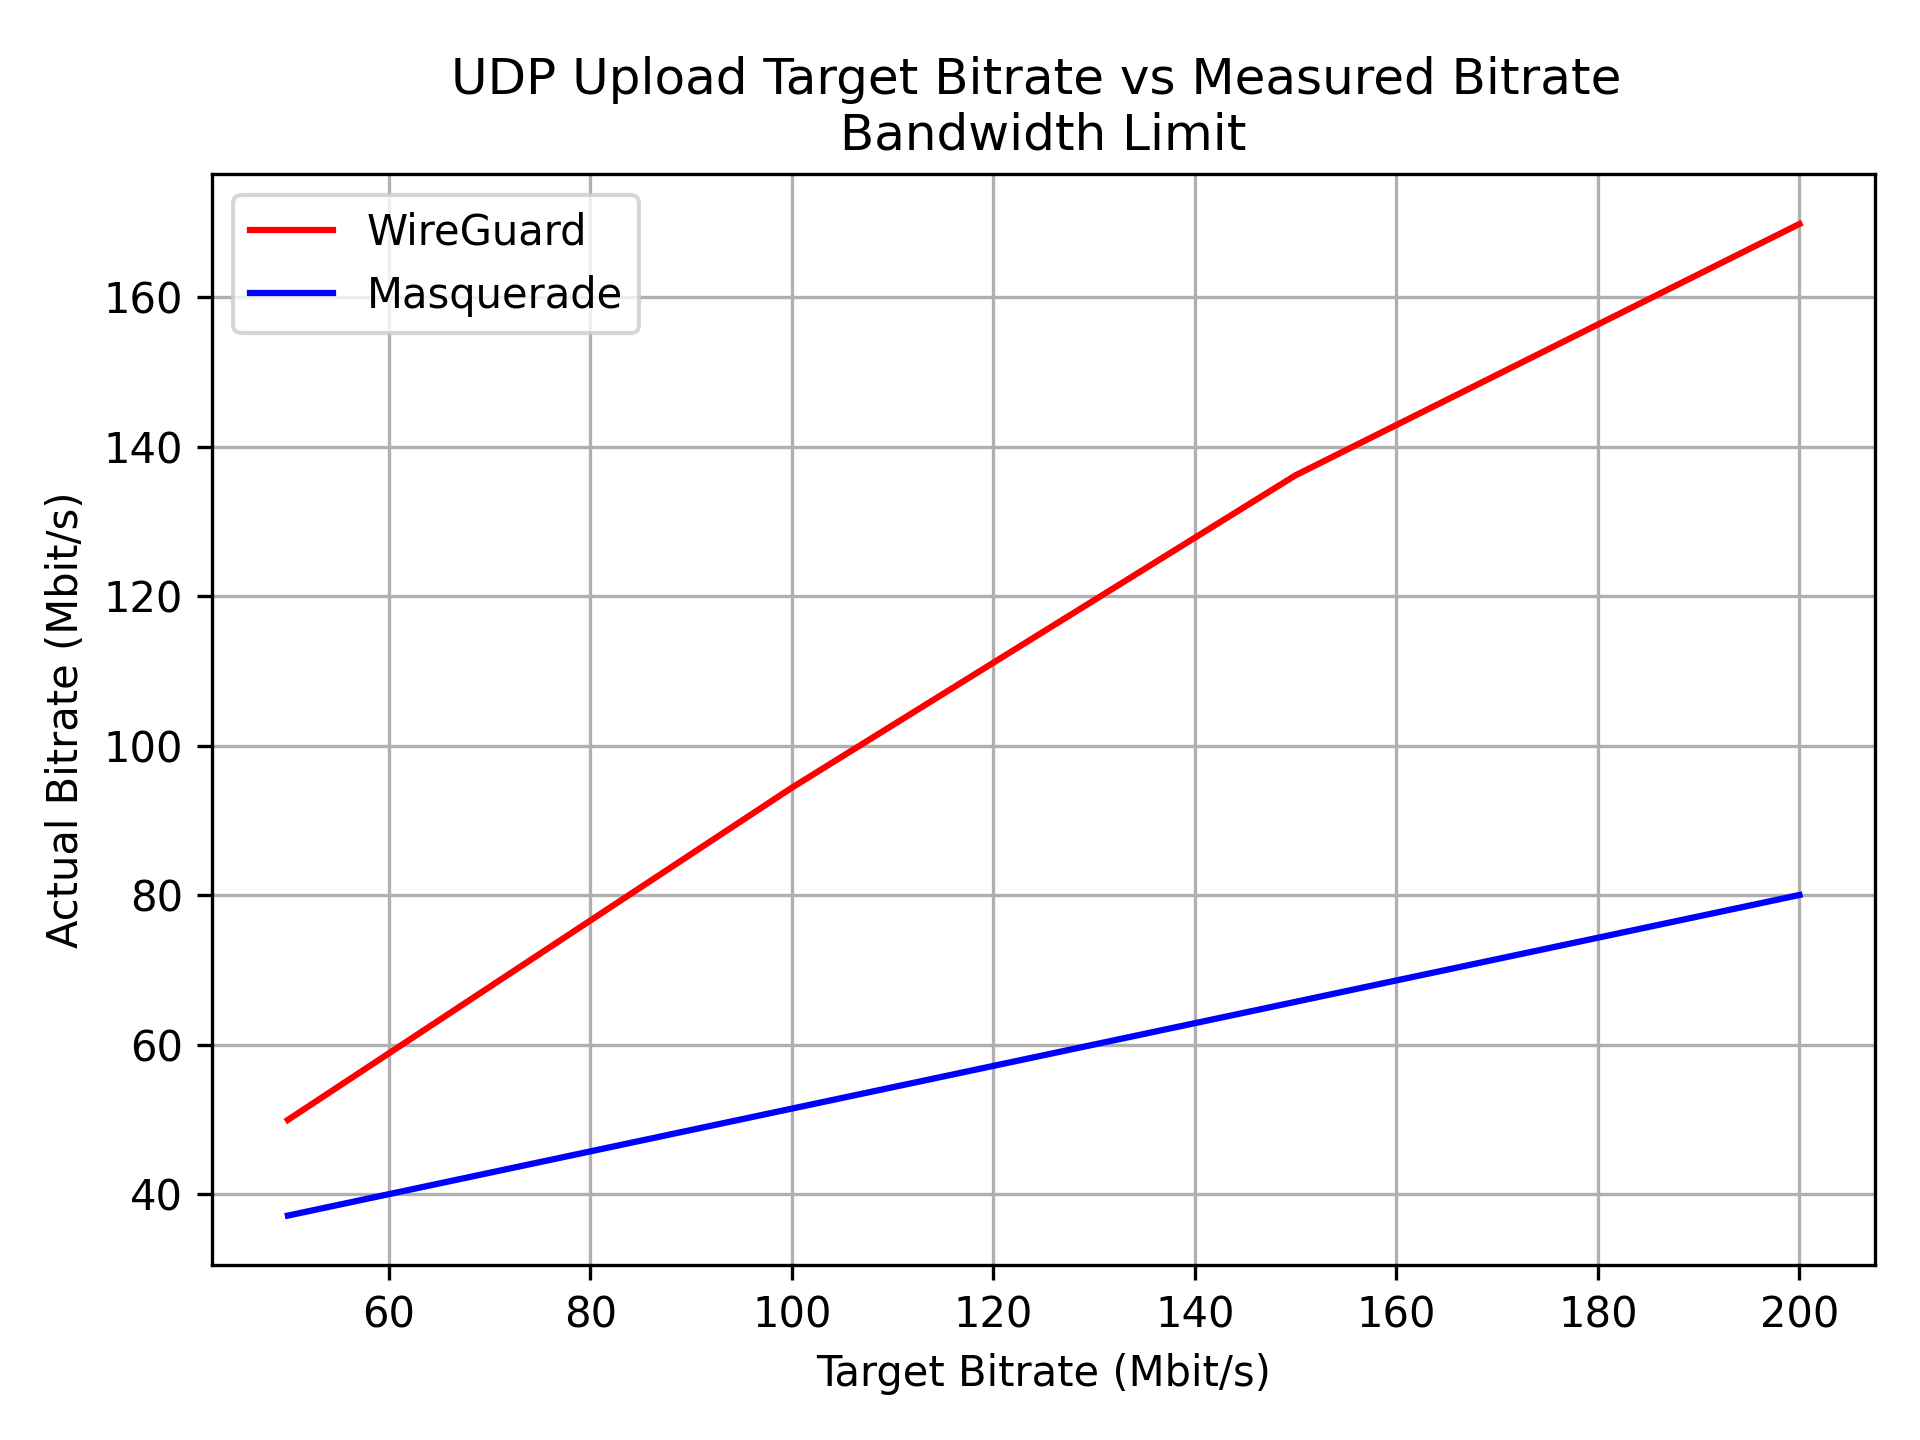 UDP Upload Target Bitrate vs Measured Bitrate
Bandwidth Limit
WireGuard
Masquerade
Actual Bitrate (Mbit/s)
160
140
120
100
80
60
40
60 80 100 120 140 160 180 200
Target Bitrate (Mbit/s)